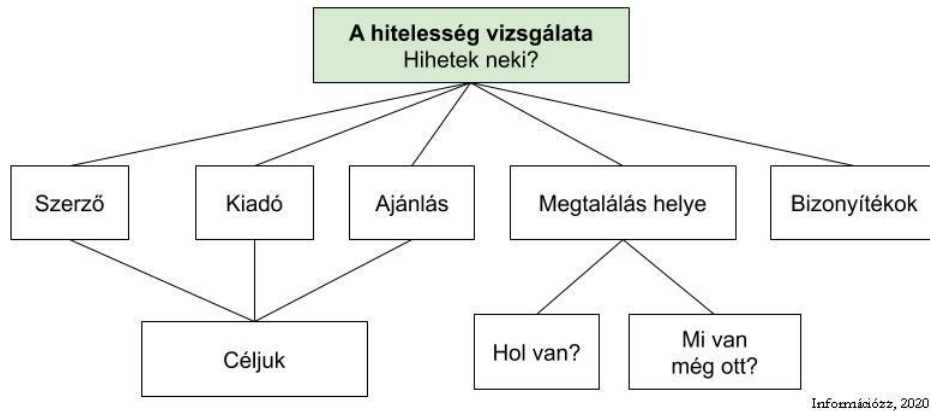 A hitelesség vizsgálata
Hihetek neki?
Szerző
Kiadó
Ajánlás
Megtalálás helye
Bizonyítékok
Céljuk
Hol van?
Mi van
még ott?
Információzz, 2020